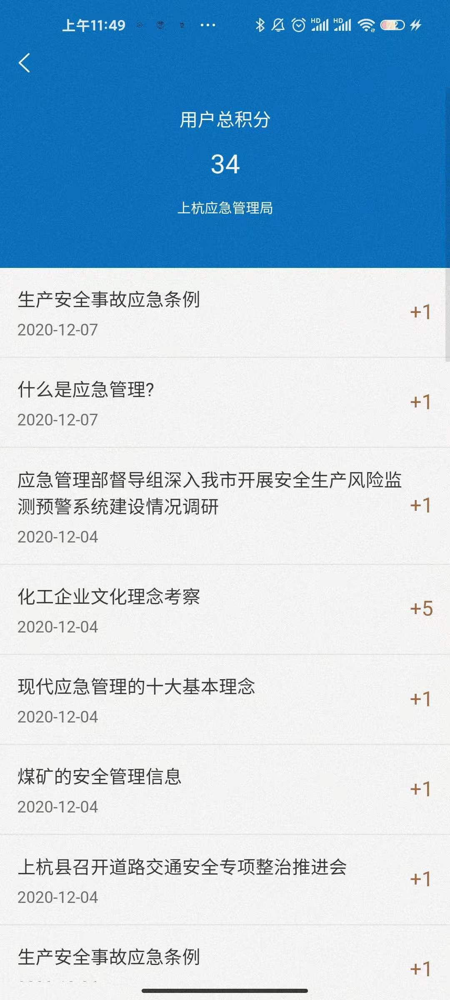 上午11:49
HD HD 72
用户总积分
34
上杭应急管理局
生产安全事故应急条例
+1
2020-12-07
什么是应急管理?
+1
2020-12-07
应急管理部督导组深入我市开展安全生产风险监
测预警系统建设情况调研
+1
2020-12-04
化工企业文化理念考察
+5
2020-12-04
现代应急管理的十大基本理念
+1
2020-12-04
煤矿的安全管理信息
+1
2020-12-04
上杭县召开道路交通安全专项整治推进会
+1
2020-12-04
生产安全事故应急条例
+1